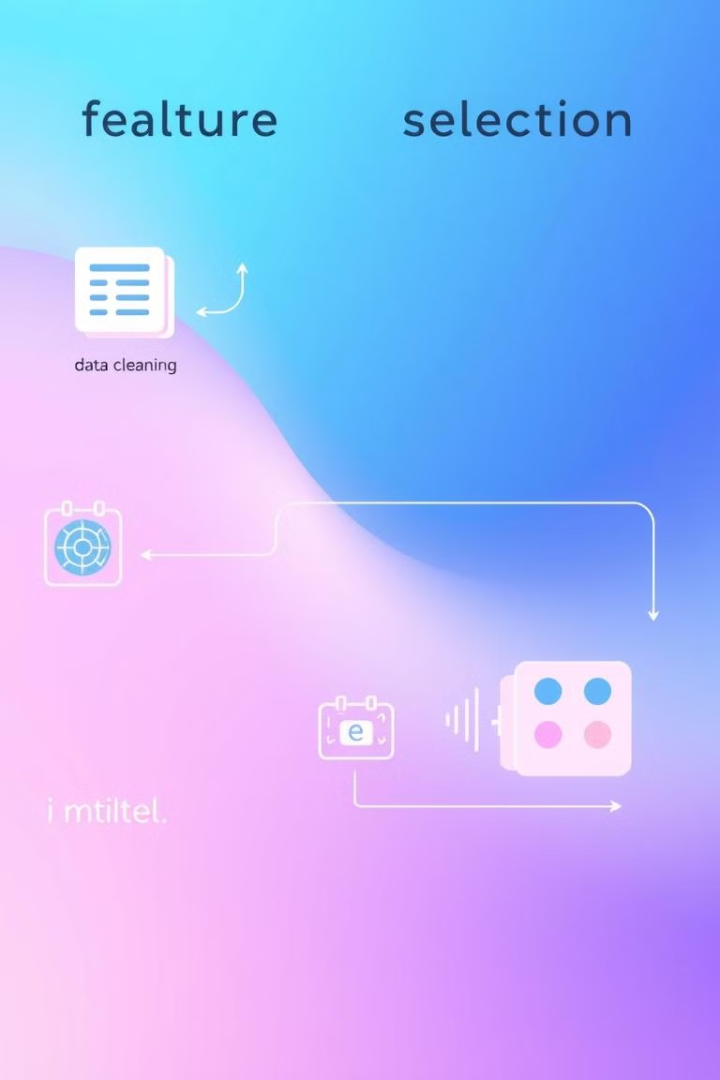 fealture selection
data cleaning
e
i mtiltel.